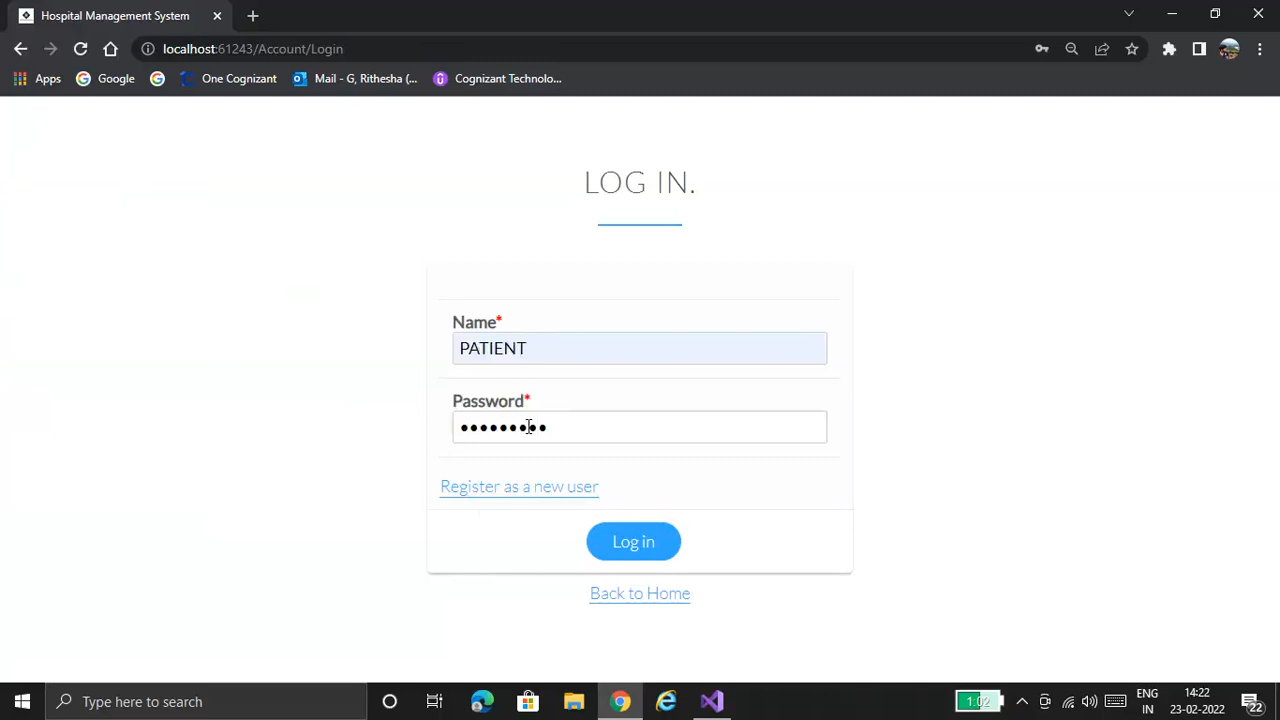 Hospital Management System
localhost:61243/Account/Login
Apps
Google
One Cognizant
Mail - G, Rithesha (...
Cognizant Technolo...
LOG IN.
Name*
PATIENT
Password*
Register as a new user
Log in
Back to Home
Type here to search
1:02
ENG
IN
14:22
23-02-2022
22